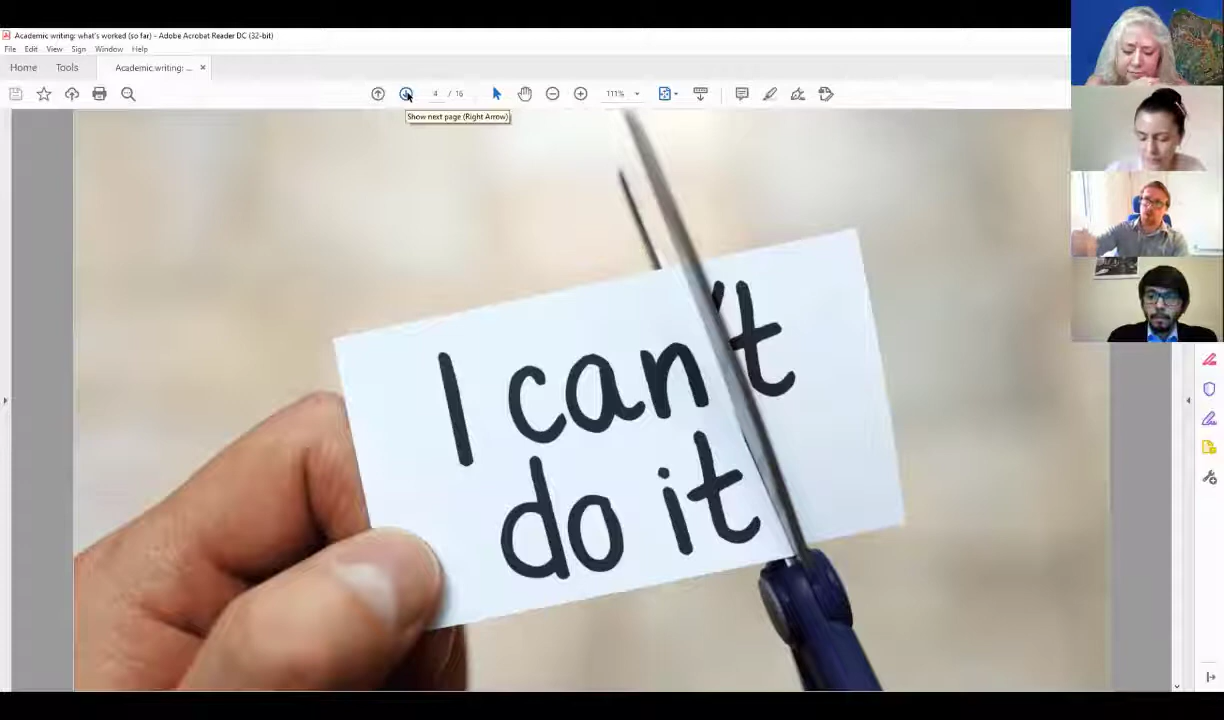 Academic writing: what's worked (so far) - Adobe Acrobat Reader DC (32-bit)
File Edit View Sign Window Help
Home Tools Academic writing: ... ×
4 / 16 111%
Show next page (Right Arrow)
I can't
do it